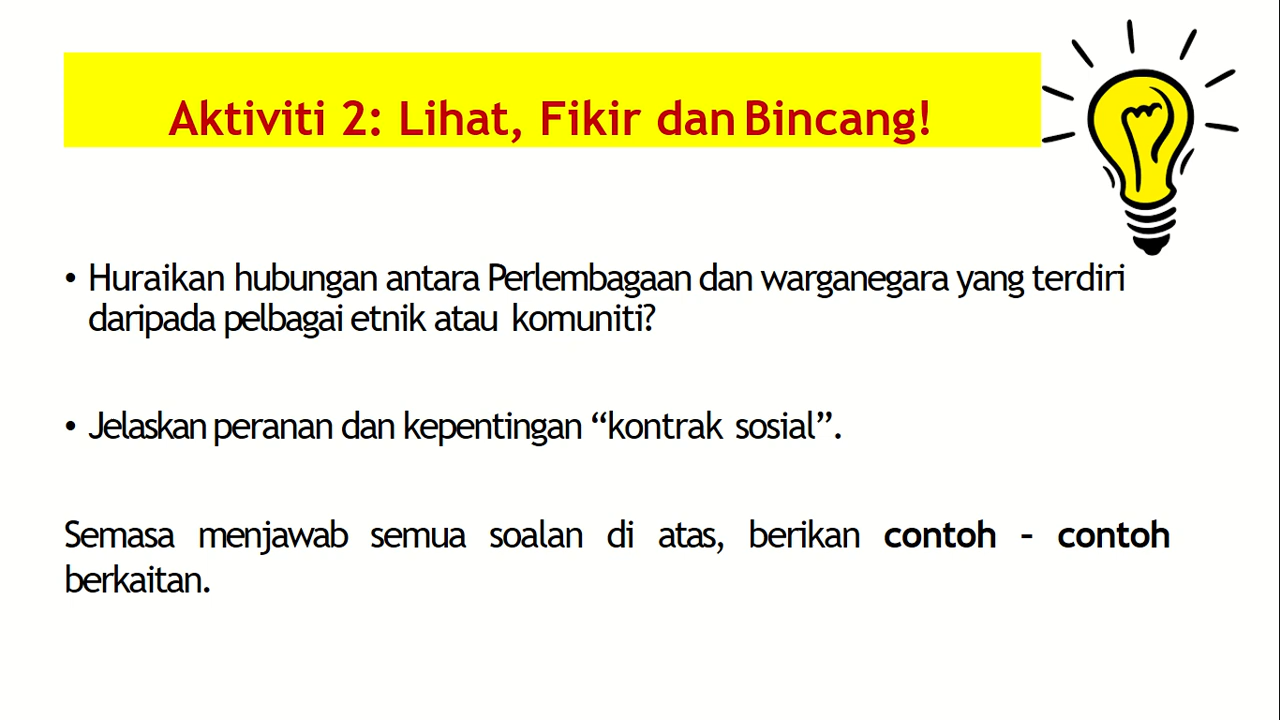 Aktiviti 2: Lihat, Fikir dan Bincang!
• Huraikan hubungan antara Perlembagaan dan warganegara yang terdiri
daripada pelbagai etnik atau komuniti?
• Jelaskan peranan dan kepentingan “kontrak sosial”.
Semasa menjawab semua soalan di atas, berikan contoh - contoh
berkaitan.